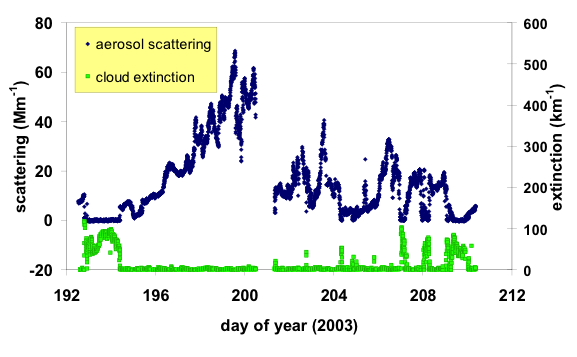 aerosol scattering
cloud extinction
80
60
40
20
0
-20
scattering (Mm-1)
600
500
400
300
200
100
0
extinction (km-1)
192 196 200 204 208 212
day of year (2003)